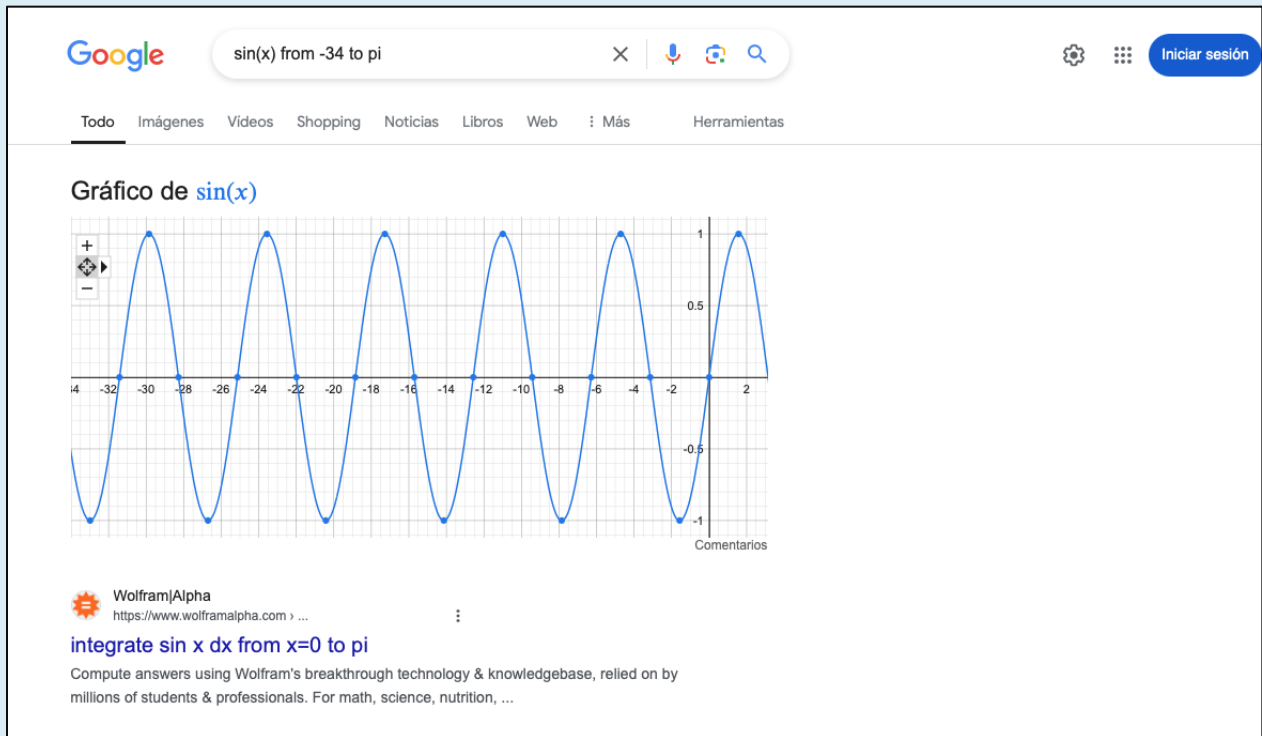 Google
sin(x) from -34 to pi
Iniciar sesión
Todo Imágenes Vídeos Shopping Noticias Libros Web Más Herramientas
Gráfico de sin(x)
+
−
1
0.5
-32 -30 -28 -26 -24 -22 -20 -18 -16 -14 -12 -10 -8 -6 -4 -2 2
-0.5
-1
Comentarios
Wolfram|Alpha
https://www.wolframalpha.com › ...
integrate sin x dx from x=0 to pi
Compute answers using Wolfram's breakthrough technology & knowledgebase, relied on by
millions of students & professionals. For math, science, nutrition, ...